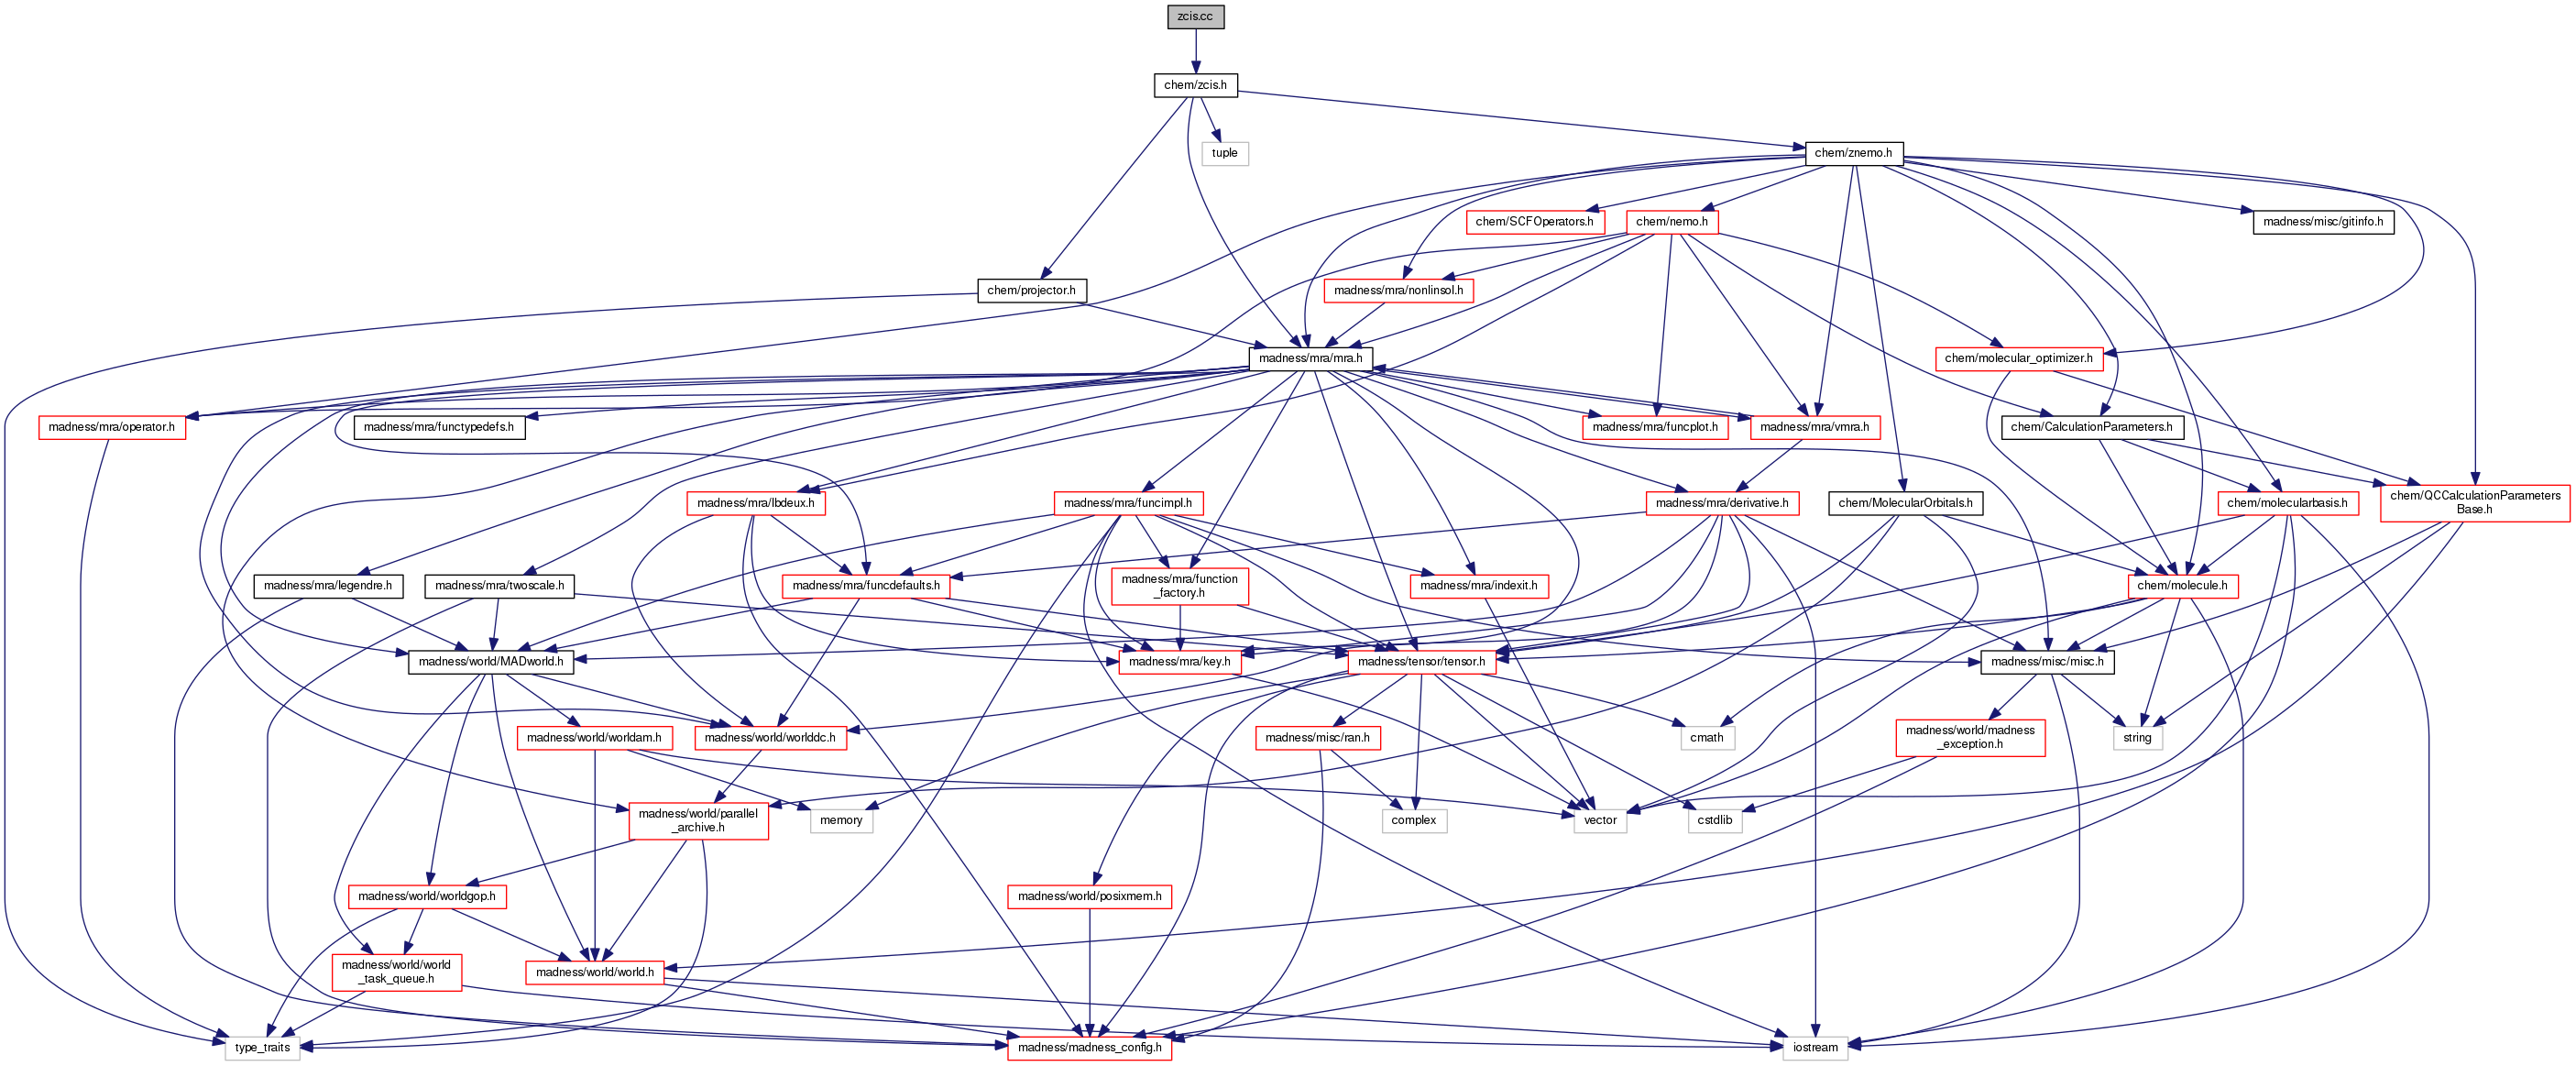 zcis.cc
chem/zcis.h
tuple
chem/znemo.h
chem/SCFOperators.h
chem/nemo.h
madness/misc/gitinfo.h
chem/projector.h
madness/mra/nonlinsol.h
madness/mra/mra.h
chem/molecular_optimizer.h
madness/mra/operator.h
madness/mra/functypedefs.h
madness/mra/funcplot.h
madness/mra/vmra.h
chem/CalculationParameters.h
madness/mra/lbdeux.h
madness/mra/funcimpl.h
madness/mra/derivative.h
chem/MolecularOrbitals.h
chem/molecularbasis.h
chem/QCCalculationParameters
Base.h
madness/mra/legendre.h
madness/mra/twoscale.h
madness/mra/funcdefaults.h
madness/mra/function
_factory.h
madness/mra/indexit.h
chem/molecule.h
madness/world/MADworld.h
madness/mra/key.h
madness/tensor/tensor.h
madness/misc/misc.h
madness/world/worldam.h
madness/world/worlddc.h
madness/misc/ran.h
cmath
madness/world/madness
_exception.h
string
madness/world/parallel
_archive.h
memory
complex
vector
cstdlib
madness/world/worldgop.h
madness/world/posixmem.h
madness/world/world
_task_queue.h
madness/world/world.h
type_traits
madness/madness_config.h
iostream